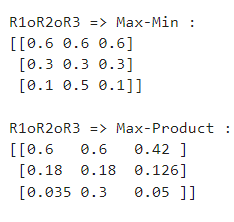 R1oR2oR3 => Max-Min :
[[0.6 0.6 0.6]
 [0.3 0.3 0.3]
 [0.1 0.5 0.1]]

R1oR2oR3 => Max-Product :
[[0.6   0.6   0.42 ]
 [0.18  0.18  0.126]
 [0.035 0.3   0.05 ]]